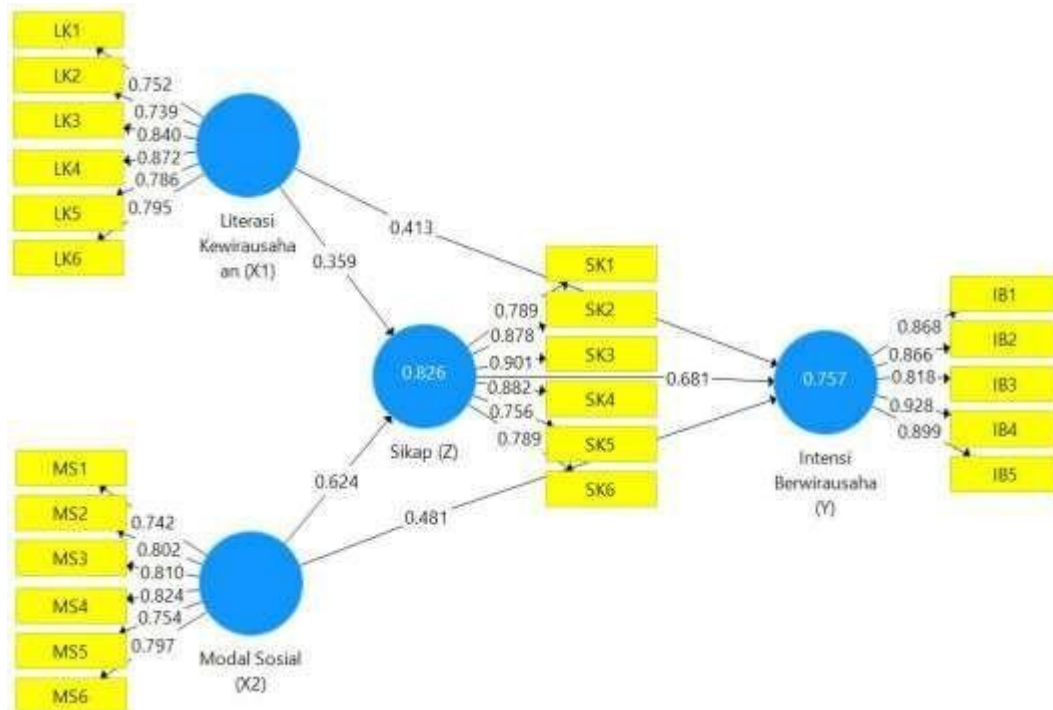 LK1
LK2
LK3
LK4
LK5
LK6
0.752
0.739
0.840
0.872
0.786
0.795
Literasi
Kewirausaha
an (X1)
0.413
0.359
SK1
SK2
SK3
SK4
SK5
SK6
0.789
0.878
0.901
0.882
0.756
0.789
0.826
Sikap (Z)
0.681
0.757
Intensi
Berwirausaha
(Y)
IB1
IB2
IB3
IB4
IB5
0.868
0.866
0.818
0.928
0.899
0.624
0.481
MS1
MS2
MS3
MS4
MS5
MS6
0.742
0.802
0.810
0.824
0.754
0.797
Modal Sosial
(X2)